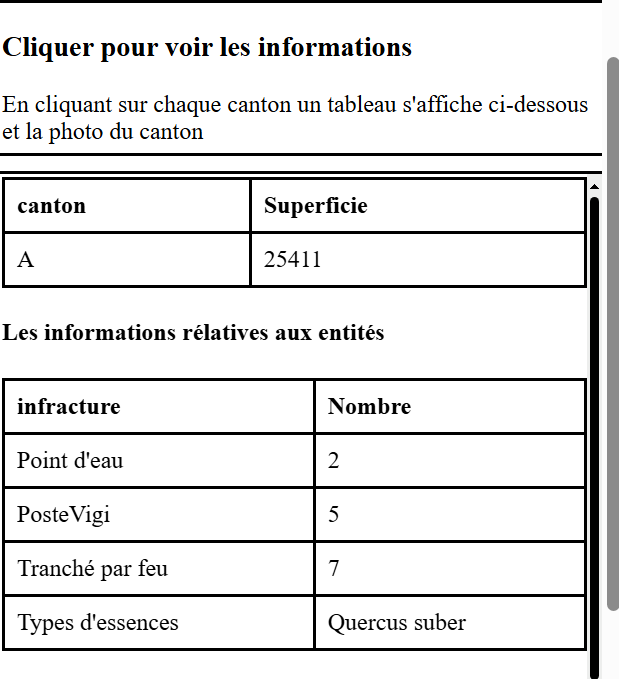 Cliquer pour voir les informations
En cliquant sur chaque canton un tableau s'affiche ci-dessous
et la photo du canton
canton Superficie
A 25411
Les informations rélatives aux entités
infracture Nombre
Point d'eau 2
PosteVigi 5
Tranché par feu 7
Types d'essences Quercus suber